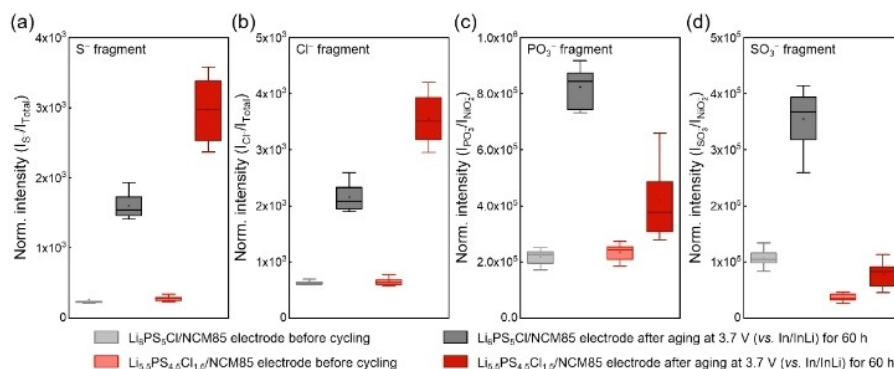 (a) (b) (c) (d)
S⁻ fragment
4x10³
3x10³
2x10³
1x10³
0
Norm. intensity (I_S⁻/I_Total)
Cl⁻ fragment
5x10³
4x10³
3x10³
2x10³
1x10³
0
Norm. intensity (I_Cl⁻/I_Total)
PO₃⁻ fragment
1.0x10⁶
8.0x10⁵
6.0x10⁵
4.0x10⁵
2.0x10⁵
0.0
Norm. intensity (I_PO₃⁻/I_NiO₂⁻)
SO₃⁻ fragment
5x10⁵
4x10⁵
3x10⁵
2x10⁵
1x10⁵
0
Norm. intensity (I_SO₃⁻/I_NiO₂⁻)
Li₆PS₅Cl/NCM85 electrode before cycling
Li₆PS₅Cl/NCM85 electrode after aging at 3.7 V (vs. In/InLi) for 60 h
Li₅.₅PS₄.₅Cl₁.₅/NCM85 electrode before cycling
Li₅.₅PS₄.₅Cl₁.₅/NCM85 electrode after aging at 3.7 V (vs. In/InLi) for 60 h